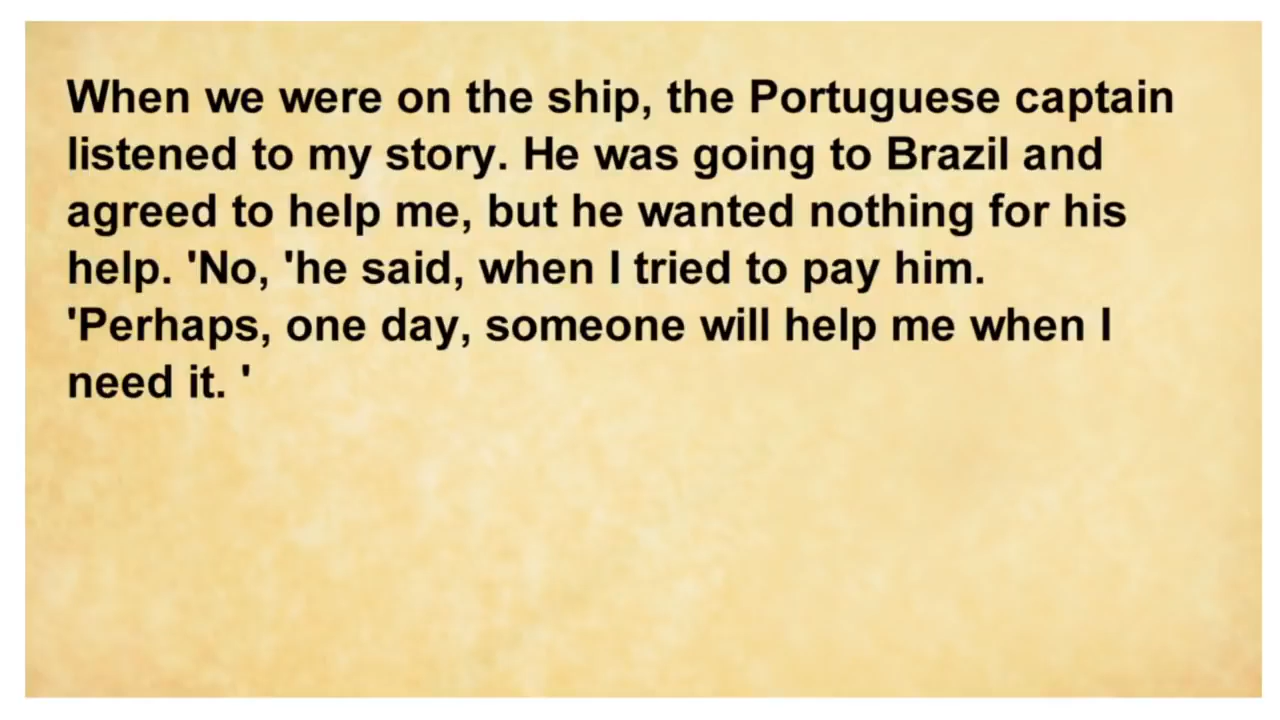 When we were on the ship, the Portuguese captain
listened to my story. He was going to Brazil and
agreed to help me, but he wanted nothing for his
help. 'No, 'he said, when I tried to pay him.
'Perhaps, one day, someone will help me when I
need it. '